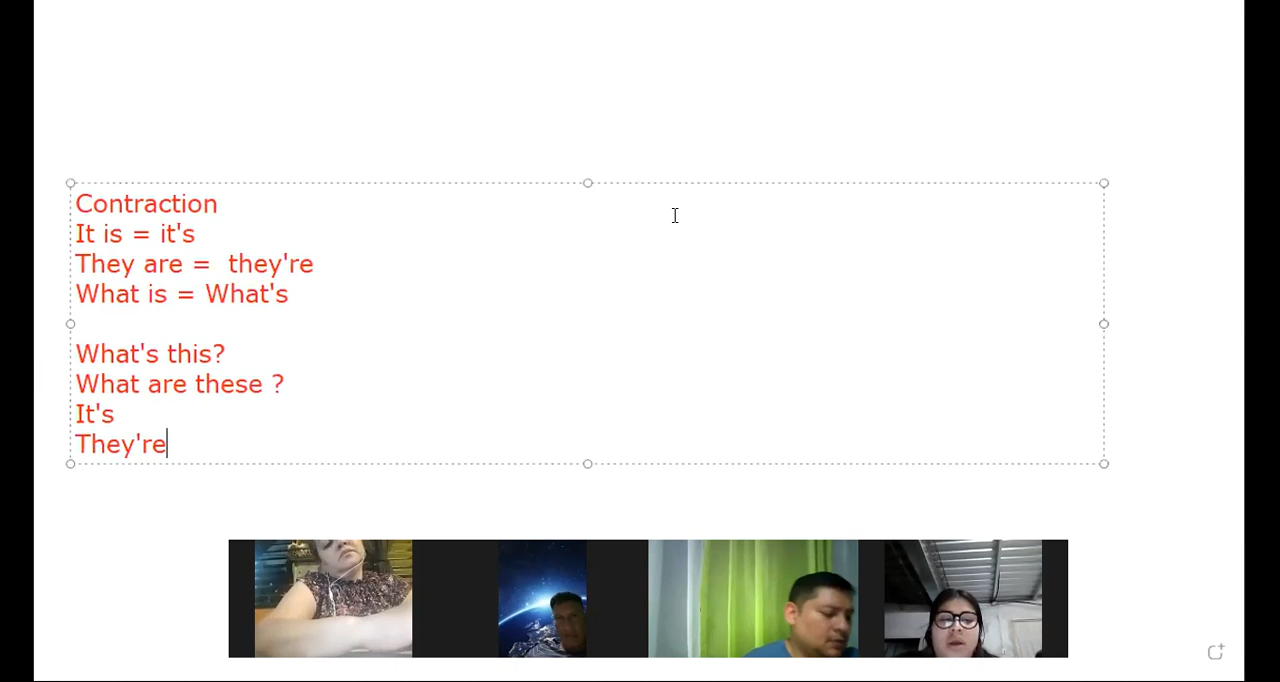 Contraction
It is = it's
They are =  they're
What is = What's
What's this?
What are these ?
It's
They're